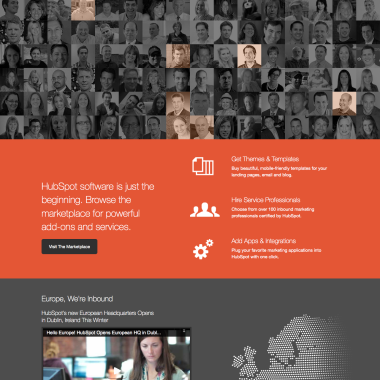 Get Themes & Templates
Buy beautiful, mobile-friendly templates for your
landing pages, email and blog.
HubSpot software is just the
beginning. Browse the
marketplace for powerful
add-ons and services.
Visit The Marketplace
Hire Service Professionals
Choose from over 100 inbound marketing
professionals certified by HubSpot.
Add Apps & Integrations
Plug your favorite marketing applications into
HubSpot with one click.
Europe, We're Inbound
HubSpot's new European Headquarters Opens
in Dublin, Ireland This Winter
Hello Europe! HubSpot Opens European HQ in Dubl...